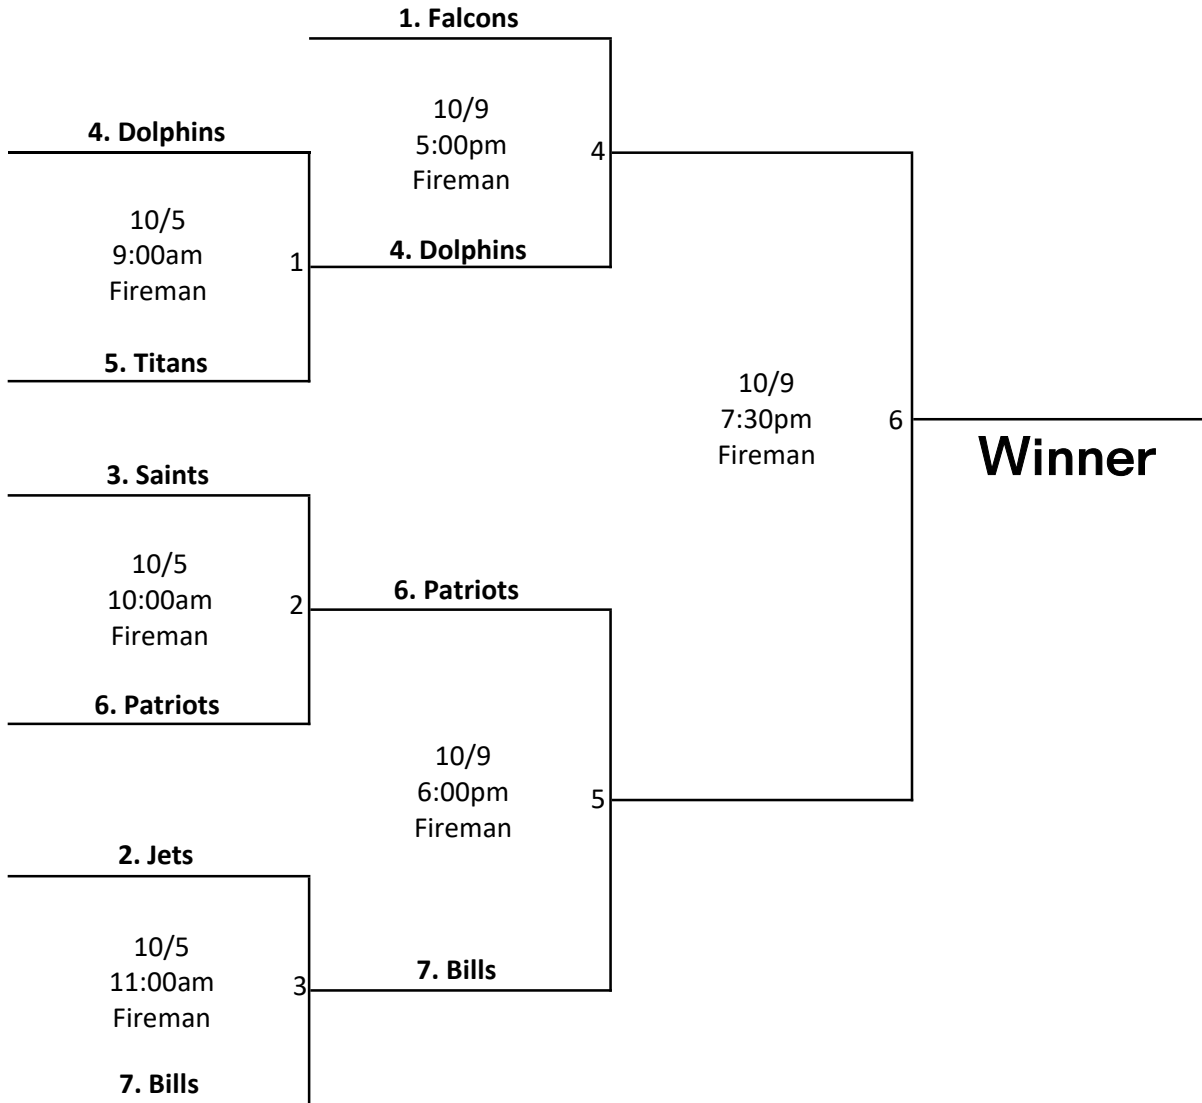 1. Falcons
10/9
5:00pm
Fireman
4
4. Dolphins
10/5
9:00am
Fireman
1
4. Dolphins
5. Titans
10/9
7:30pm
Fireman
6
Winner
3. Saints
10/5
10:00am
Fireman
2
6. Patriots
6. Patriots
10/9
6:00pm
Fireman
5
2. Jets
10/5
11:00am
Fireman
3
7. Bills
7. Bills